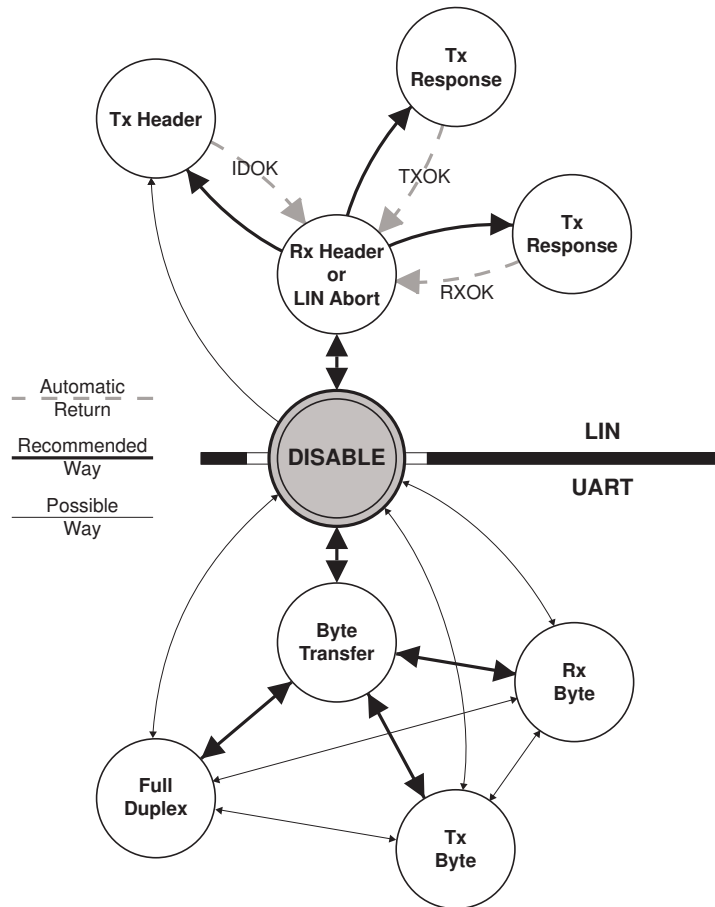 Tx
Response
Tx Header
IDOK
TXOK
Tx
Response
Rx Header
or
LIN Abort
RXOK
Automatic
Return
Recommended
Way
Possible
Way
DISABLE
LIN
UART
Byte
Transfer
Rx
Byte
Full
Duplex
Tx
Byte